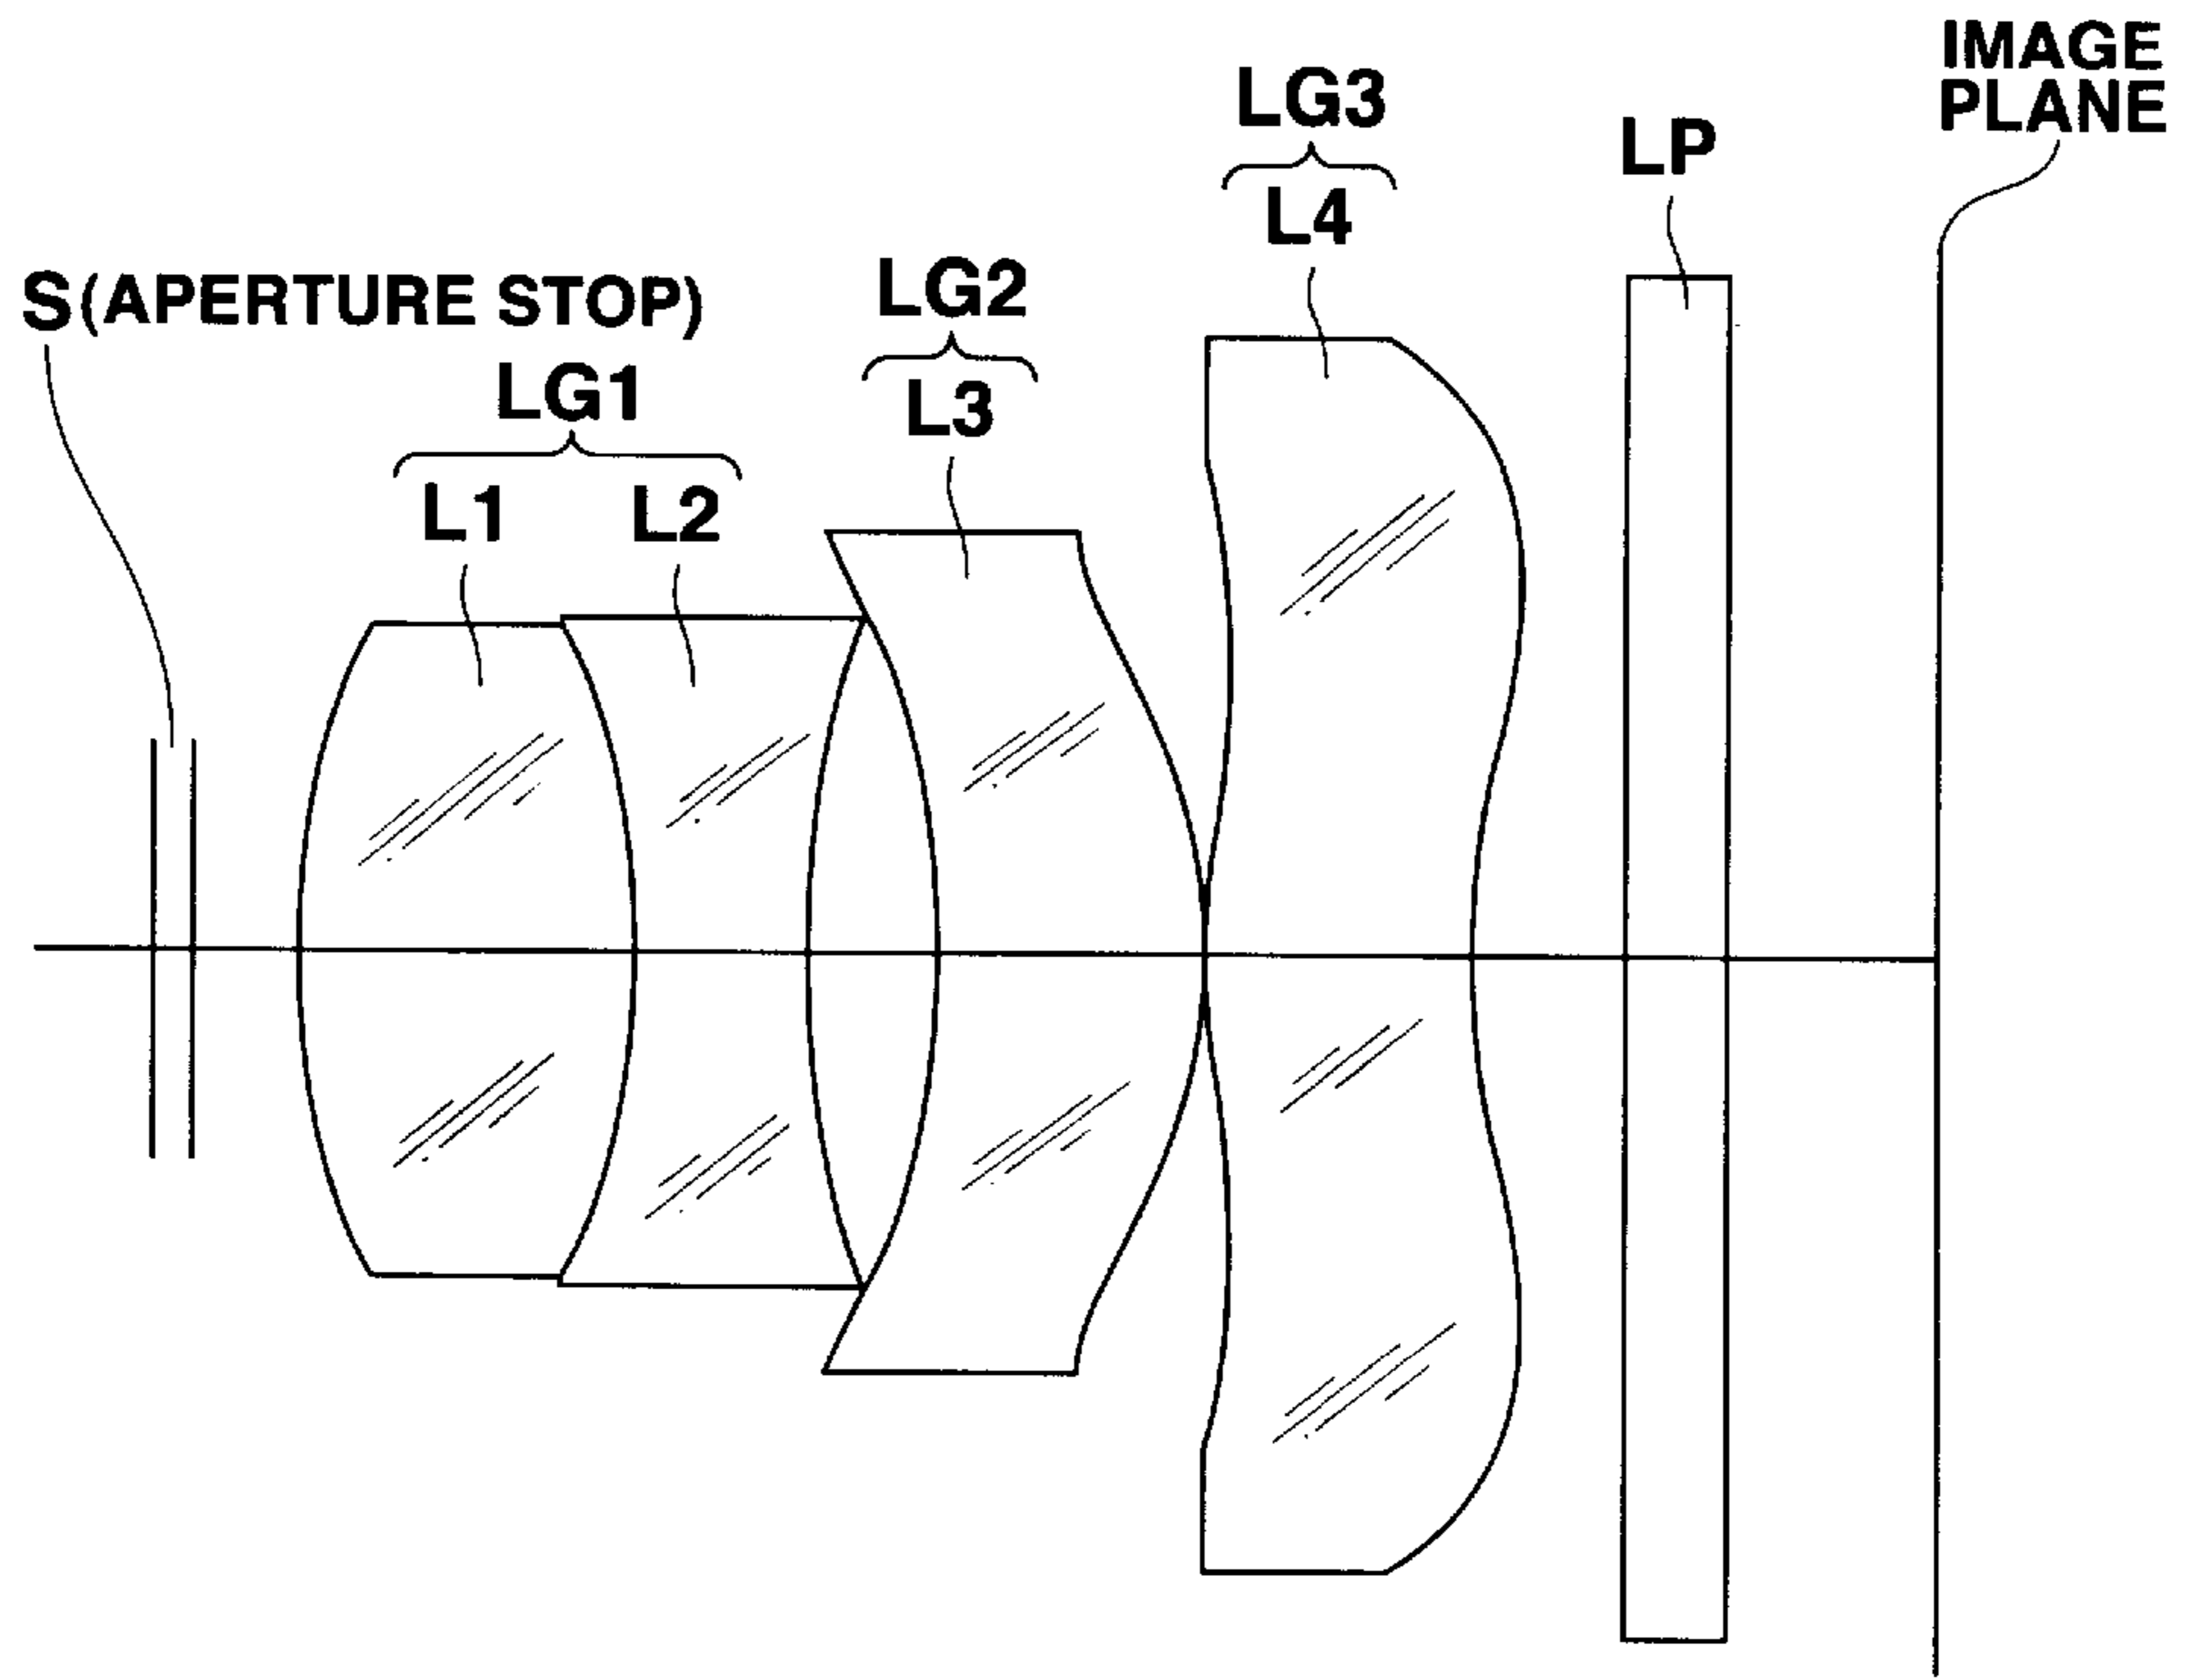 IMAGE
PLANE
LG3
L4
LP
S(APERTURE STOP)
LG2
L3
LG1
L1 L2